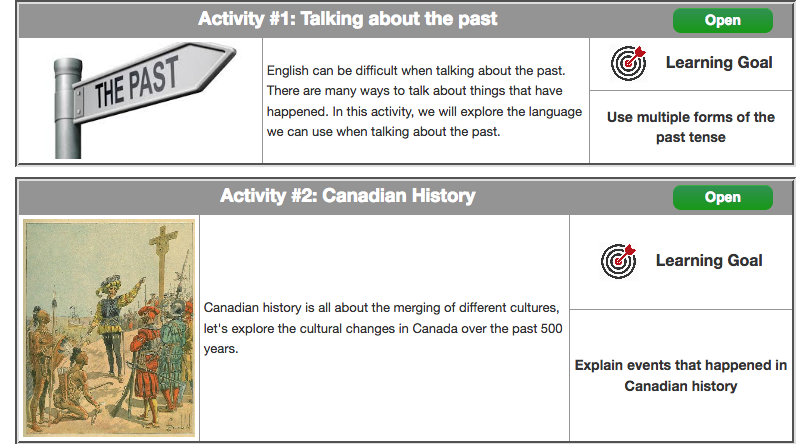 Activity #1: Talking about the past
Open
THE PAST
English can be difficult when talking about the past.
There are many ways to talk about things that have
happened. In this activity, we will explore the language
we can use when talking about the past.
Learning Goal
Use multiple forms of the
past tense
Activity #2: Canadian History
Open
Canadian history is all about the merging of different cultures,
let's explore the cultural changes in Canada over the past 500
years.
Learning Goal
Explain events that happened in
Canadian history